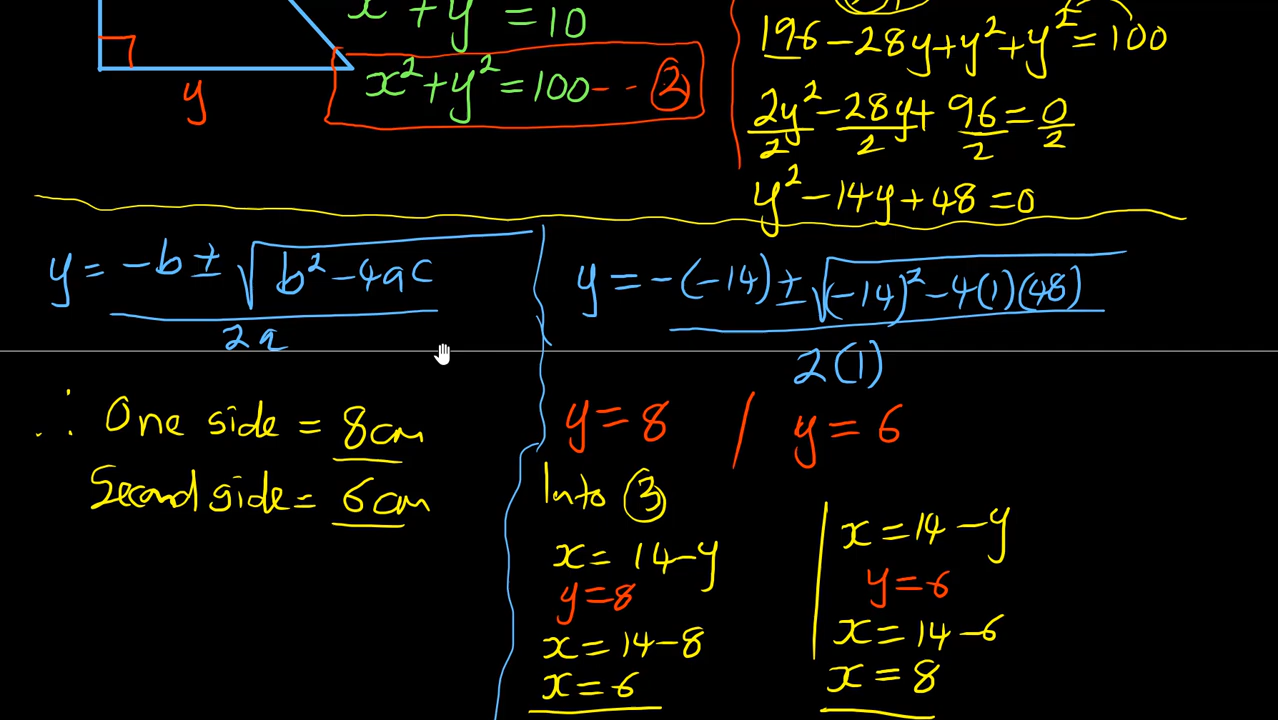 x + y = 10
x² + y² = 100 -- ②
y
196 - 28y + y² + y² = 100
2y²/2 - 28y/2 + 96/2 = 0/2
y² - 14y + 48 = 0
y = (-b ± √(b² - 4ac))/2a
∴ One side = 8cm
Second side = 6cm
y = (-(-14) ± √((-14)² - 4(1)(48)))/2(1)
y = 8 / y = 6
Into ③
x = 14 - y
y = 8
x = 14 - 8
x = 6
x = 14 - y
y = 6
x = 14 - 6
x = 8